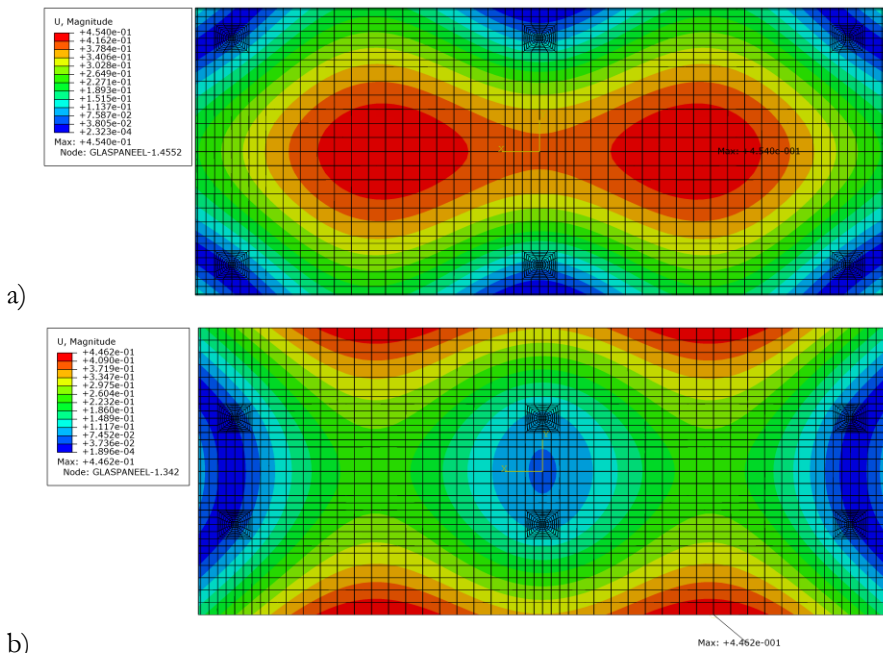 U, Magnitude
+4.540e-01
+4.162e-01
+3.784e-01
+3.406e-01
+3.028e-01
+2.649e-01
+2.271e-01
+1.893e-01
+1.515e-01
+1.137e-01
+7.587e-02
+3.805e-02
+2.323e-04
Max: +4.540e-01
Node: GLASPANEEL-1.4552
Y
X
Max: +4.540e-001
a)
U, Magnitude
+4.462e-01
+4.090e-01
+3.719e-01
+3.347e-01
+2.975e-01
+2.604e-01
+2.232e-01
+1.860e-01
+1.489e-01
+1.117e-01
+7.452e-02
+3.736e-02
+1.896e-04
Max: +4.462e-01
Node: GLASPANEEL-1.342
X
Max: +4.462e-001
b)